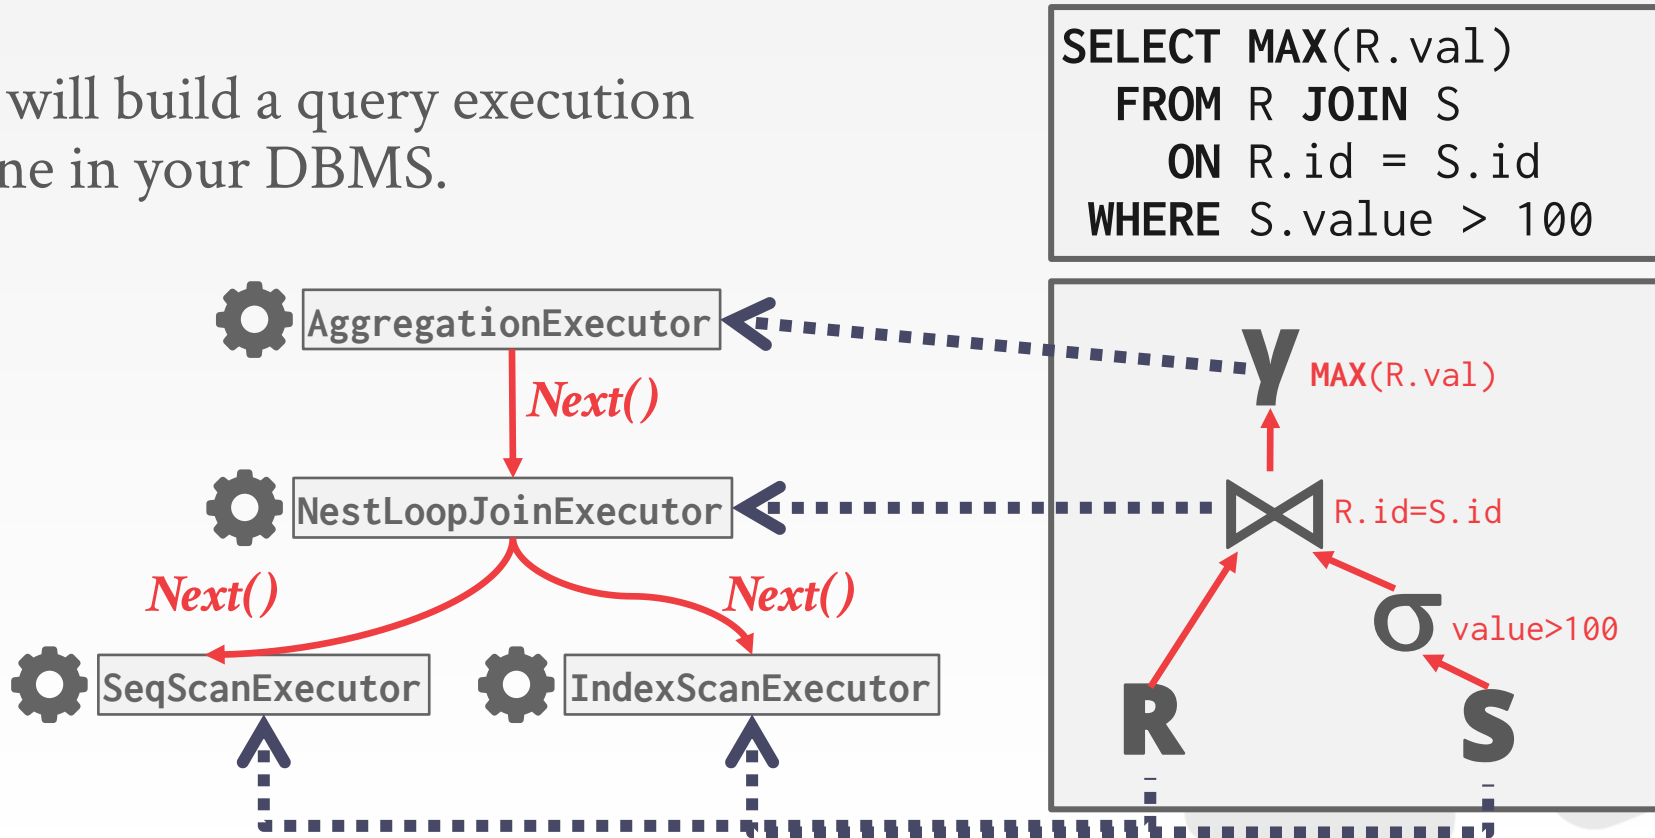 will build a query execution
ne in your DBMS.
SELECT MAX(R.val)
FROM R JOIN S
ON R.id = S.id
WHERE S.value > 100
AggregationExecutor
Next()
NestLoopJoinExecutor
Next()
Next()
SeqScanExecutor
IndexScanExecutor
γ
MAX(R.val)
R.id=S.id
σ
value>100
R
S